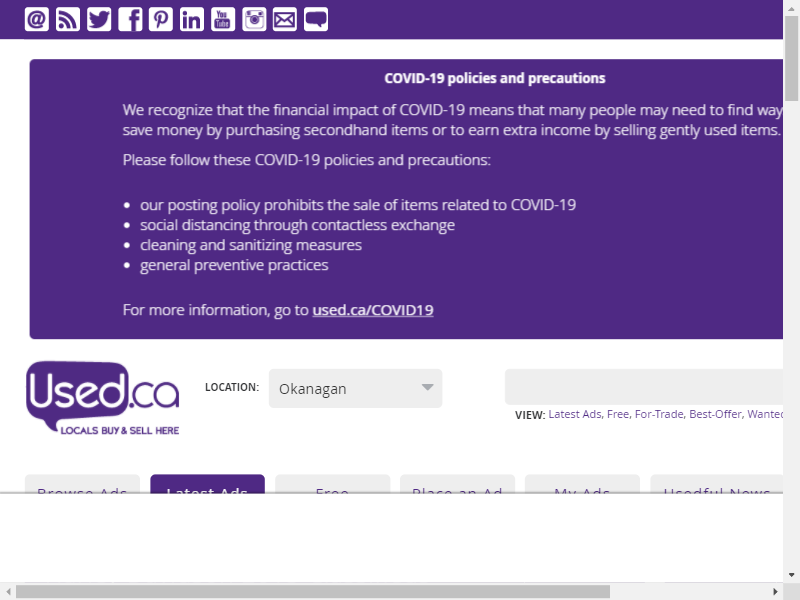 COVID-19 policies and precautions
We recognize that the financial impact of COVID-19 means that many people may need to find way
save money by purchasing secondhand items or to earn extra income by selling gently used items.
Please follow these COVID-19 policies and precautions:
• our posting policy prohibits the sale of items related to COVID-19
• social distancing through contactless exchange
• cleaning and sanitizing measures
• general preventive practices
For more information, go to used.ca/COVID19
Used.ca
LOCALS BUY & SELL HERE
LOCATION: Okanagan
VIEW: Latest Ads, Free, For-Trade, Best-Offer, Wanted
Browse Ads Latest Ads Free Place an Ad My Ads Usedful News